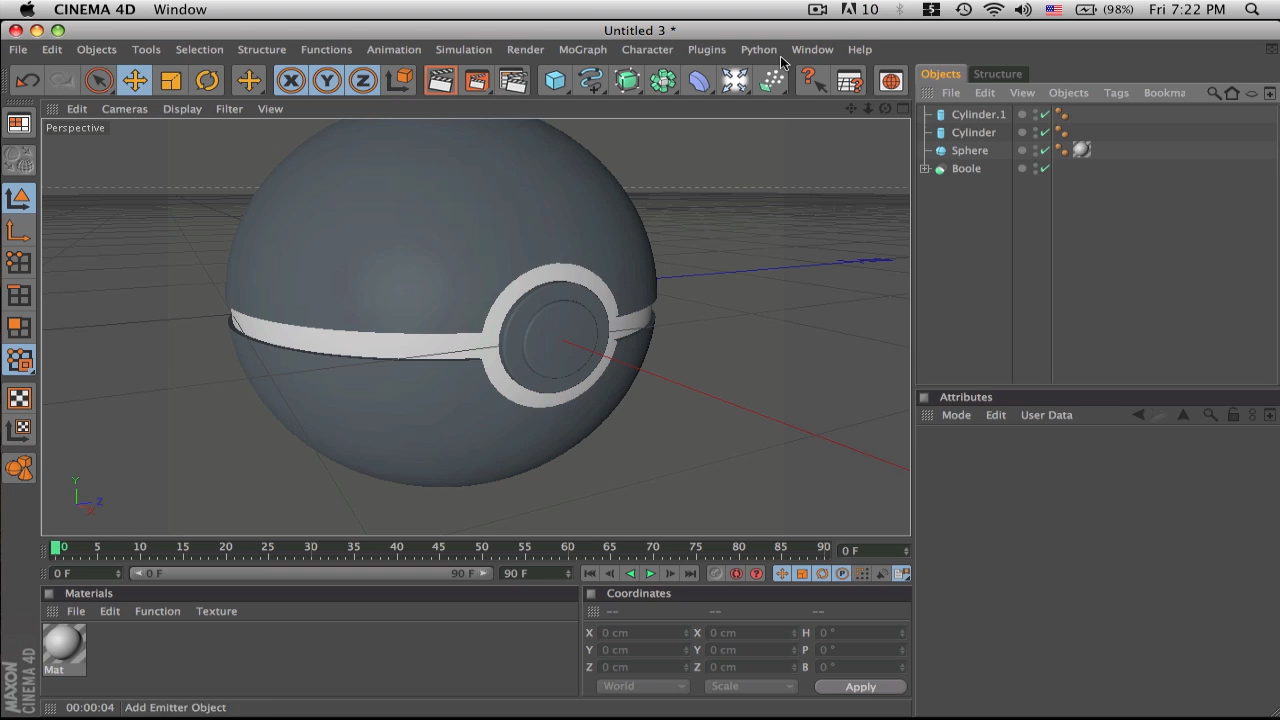 CINEMA 4D Window 10 (98%) Fri 7:22 PM
Untitled 3 *
File Edit Objects Tools Selection Structure Functions Animation Simulation Render MoGraph Character Plugins Python Window Help
X Y Z
Objects Structure
File Edit View Objects Tags Bookma
Edit Cameras Display Filter View
Perspective
Cylinder.1
Cylinder
Sphere
Boole
Attributes
Mode Edit User Data
Y
Z
X
0 5 10 15 20 25 30 35 40 45 50 55 60 65 70 75 80 85 90 0 F
0 F 0 F 90 F 90 F
Materials
File Edit Function Texture
Mat
Coordinates
-- -- --
X 0 cm X 0 cm H 0 °
Y 0 cm Y 0 cm P 0 °
Z 0 cm Z 0 cm B 0 °
World Scale Apply
MAXON
CINEMA 4D
00:00:04 Add Emitter Object